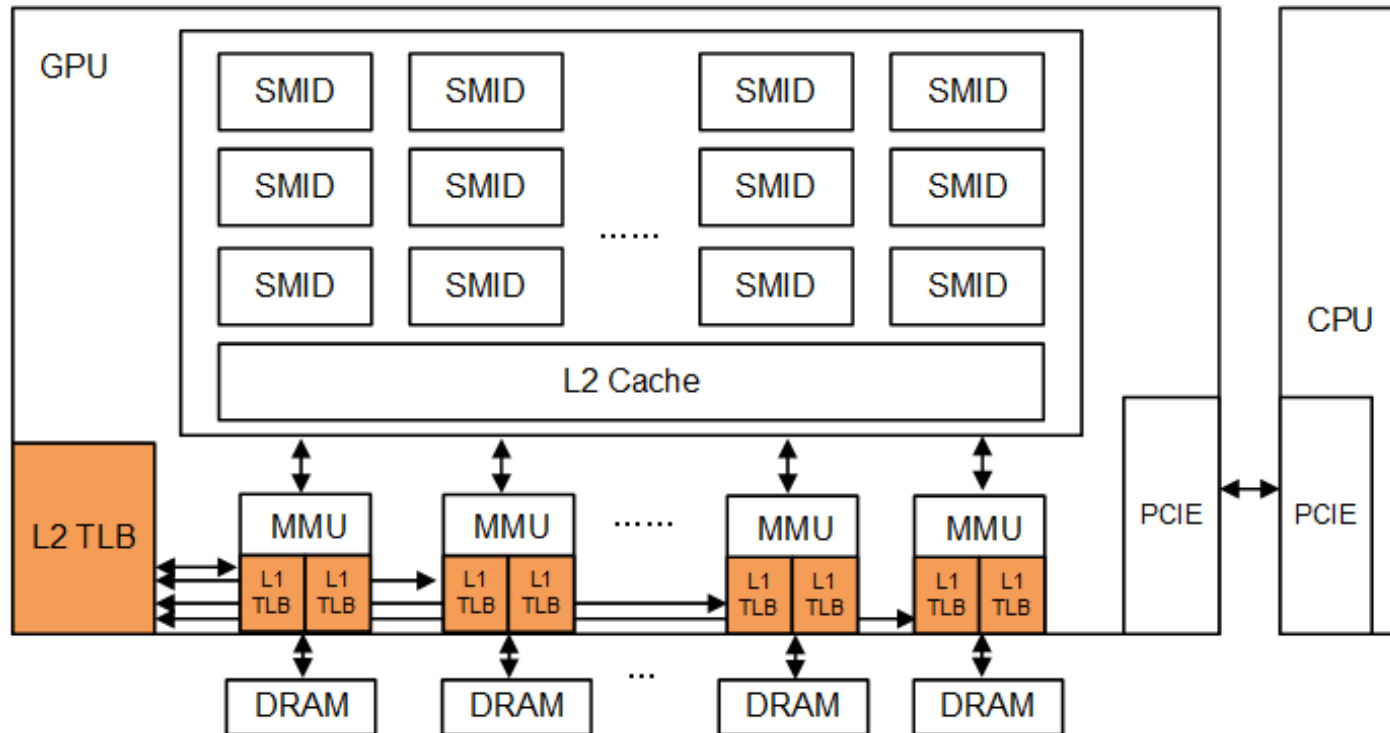 GPU
SMID SMID SMID SMID
SMID SMID SMID SMID
……
SMID SMID SMID SMID
L2 Cache
CPU
L2 TLB
MMU MMU …… MMU MMU
L1 L1 L1 L1 L1 L1 L1 L1
TLB TLB TLB TLB TLB TLB TLB TLB
PCIE PCIE
DRAM DRAM ... DRAM DRAM